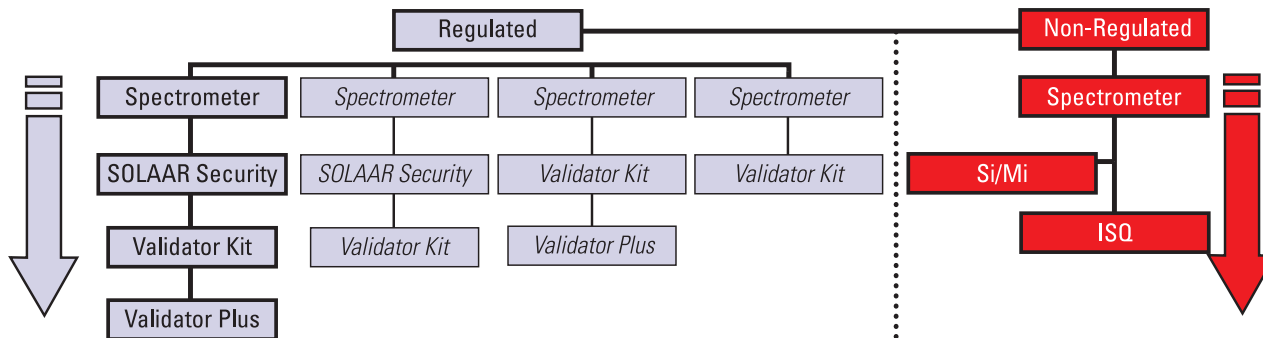 Regulated
Non-Regulated
Spectrometer
Spectrometer
Spectrometer
Spectrometer
Spectrometer
SOLAAR Security
SOLAAR Security
Validator Kit
Validator Kit
Si/Mi
Validator Kit
Validator Kit
Validator Plus
ISQ
Validator Plus